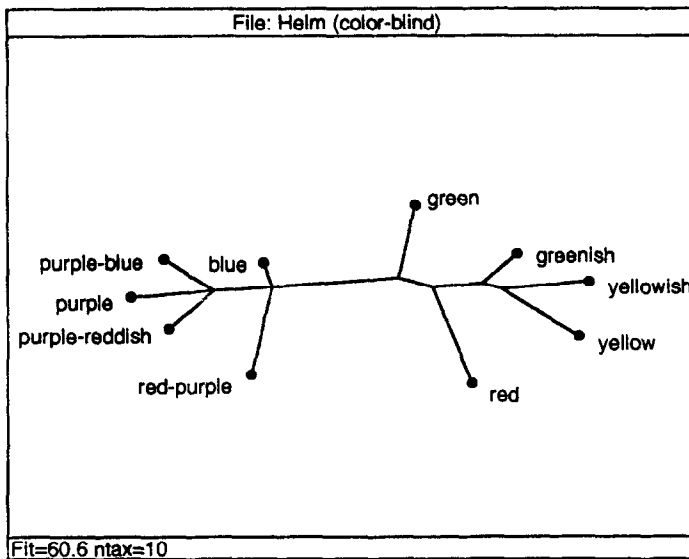 File: Helm (color-blind)
green
purple-blue
blue
greenish
purple
yellowish
purple-reddish
yellow
red-purple
red
Fit=60.6 ntax=10